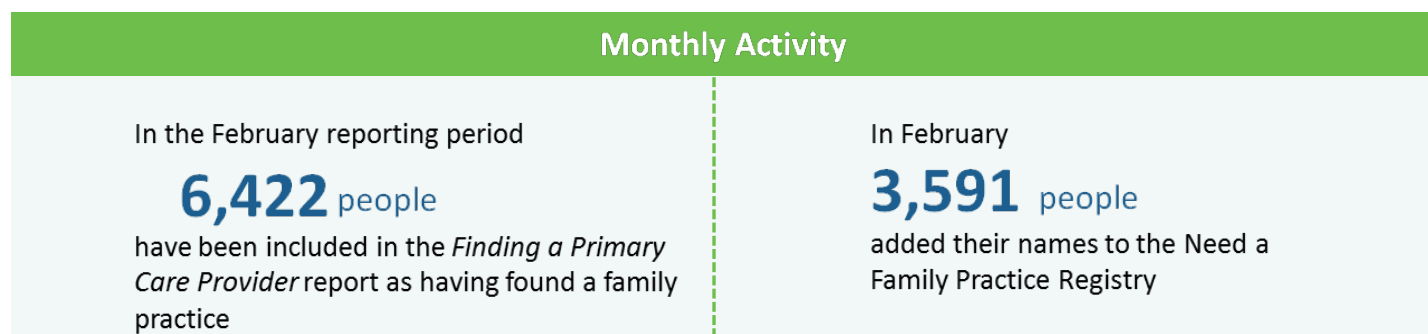 Monthly Activity
In the February reporting period
6,422 people
have been included in the Finding a Primary
Care Provider report as having found a family
practice
In February
3,591 people
added their names to the Need a
Family Practice Registry